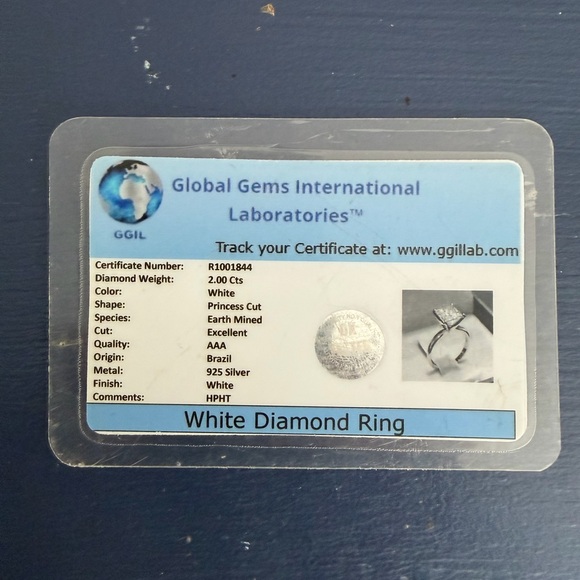 Global Gems International
Laboratories™
GGIL
Track your Certificate at: www.ggillab.com
Certificate Number: R1001844
Diamond Weight: 2.00 Cts
Color: White
Shape: Princess Cut
Species: Earth Mined
Cut: Excellent
Quality: AAA
Origin: Brazil
Metal: 925 Silver
Finish: White
Comments: HPHT
White Diamond Ring